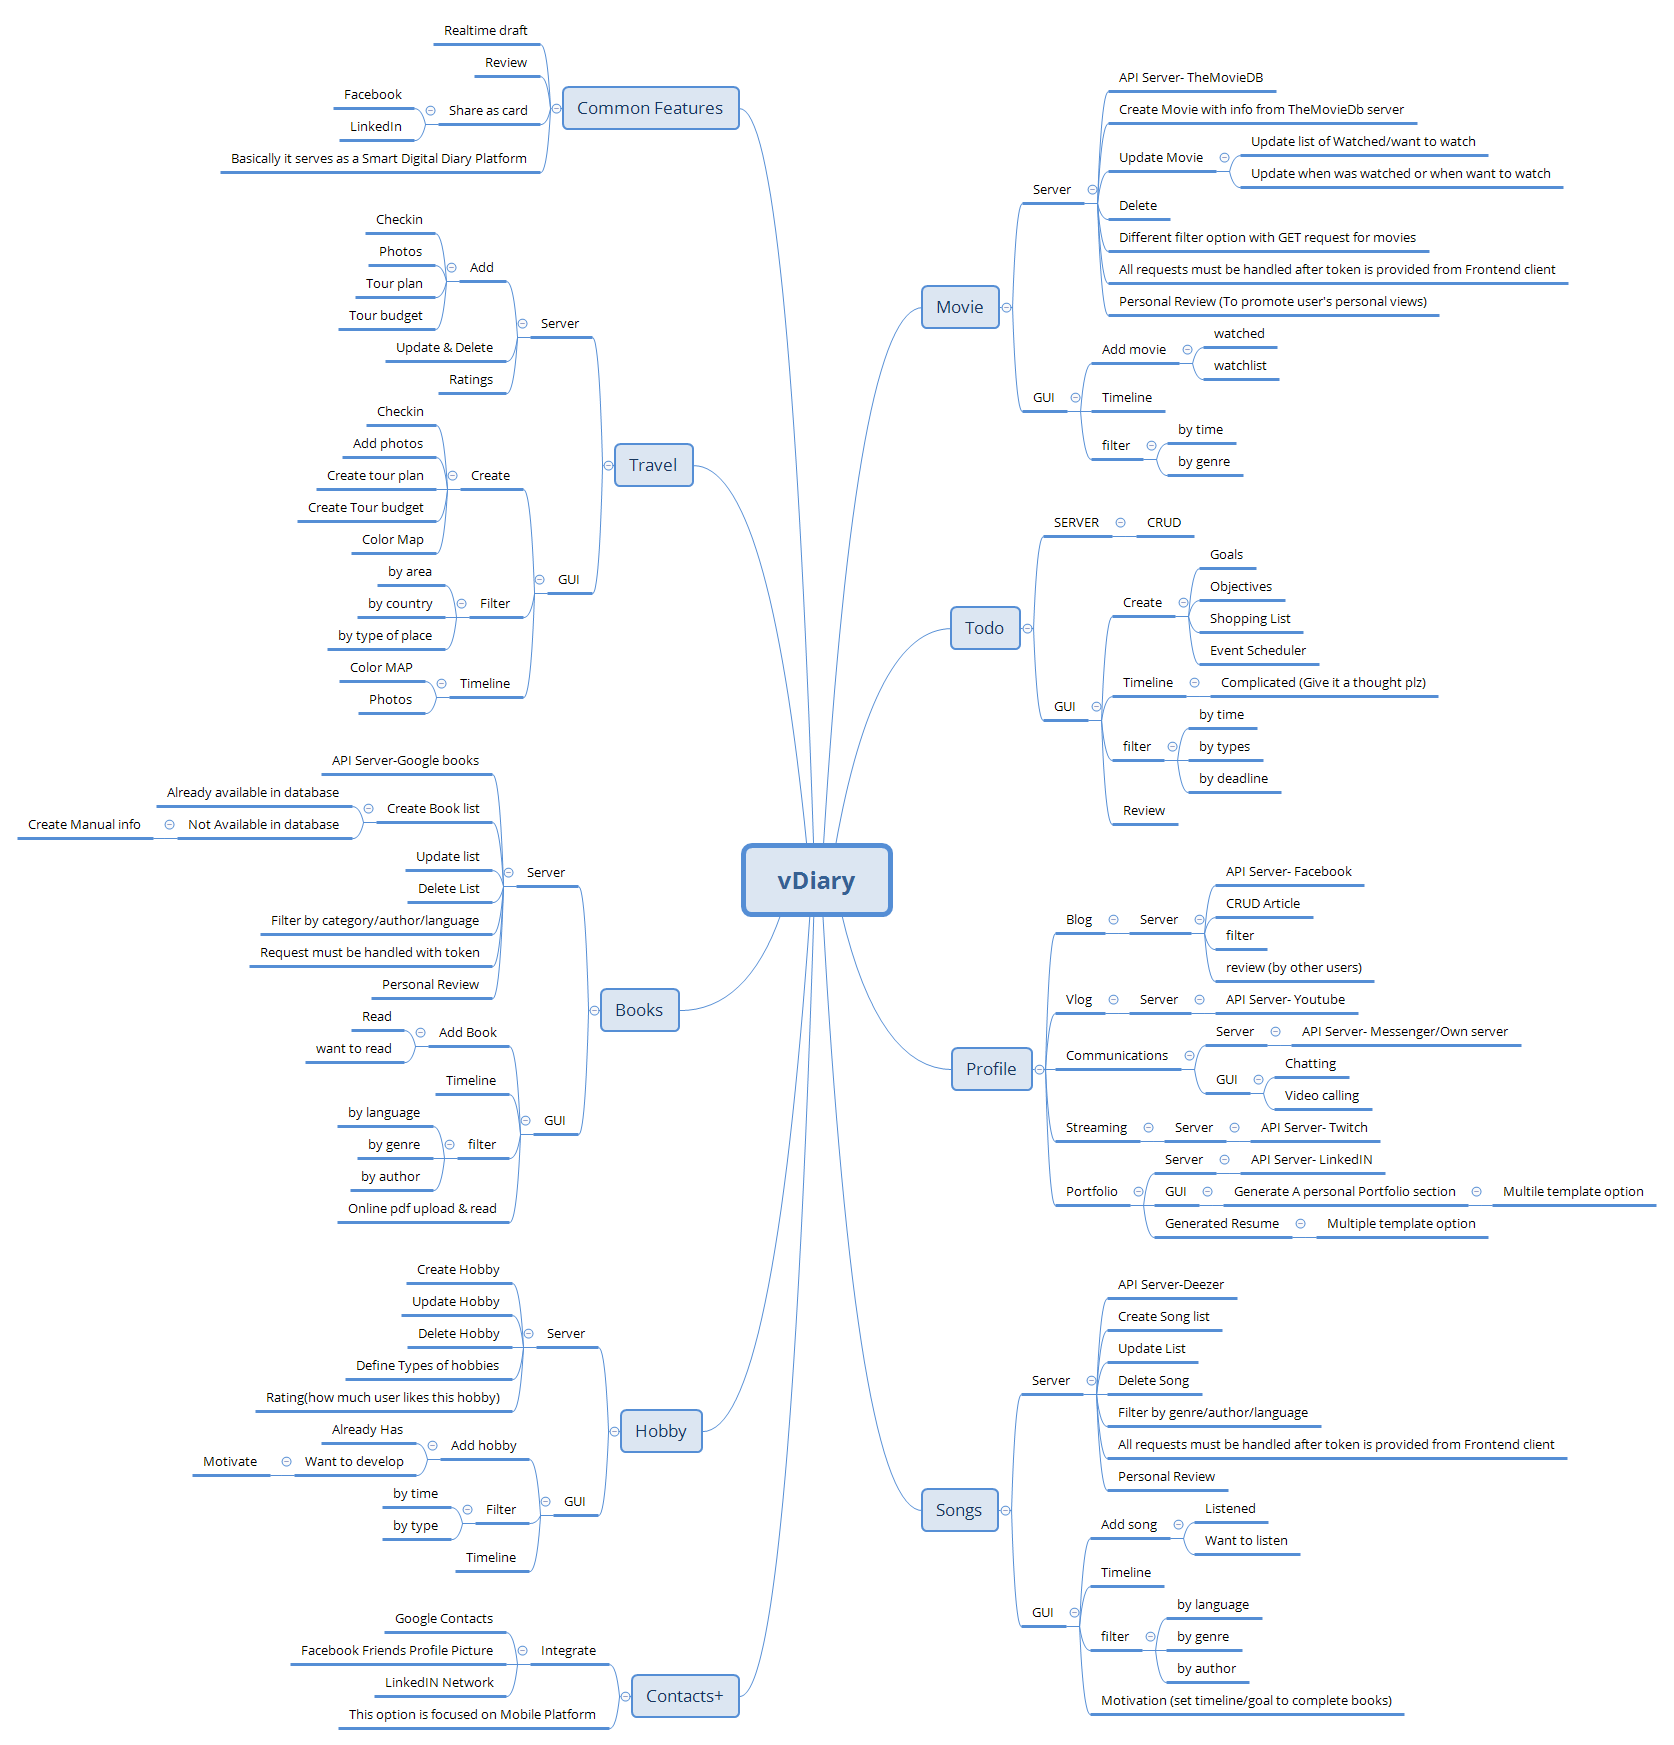 vDiary
Common Features
Realtime draft
Review
Share as card
Facebook
LinkedIn
Basically it serves as a Smart Digital Diary Platform
Travel
Server
Add
Checkin
Photos
Tour plan
Tour budget
Update & Delete
Ratings
GUI
Create
Checkin
Add photos
Create tour plan
Create Tour budget
Color Map
Filter
by area
by country
by type of place
Timeline
Color MAP
Photos
Books
Server
API Server-Google books
Create Book list
Already available in database
Not Available in database
Create Manual info
Update list
Delete List
Filter by category/author/language
Request must be handled with token
Personal Review
GUI
Add Book
Read
want to read
Timeline
filter
by language
by genre
by author
Online pdf upload & read
Hobby
Server
Create Hobby
Update Hobby
Delete Hobby
Define Types of hobbies
Rating(how much user likes this hobby)
GUI
Add hobby
Already Has
Want to develop
Motivate
Filter
by time
by type
Timeline
Contacts+
Integrate
Google Contacts
Facebook Friends Profile Picture
LinkedIN Network
This option is focused on Mobile Platform
Movie
Server
API Server- TheMovieDB
Create Movie with info from TheMovieDb server
Update Movie
Update list of Watched/want to watch
Update when was watched or when want to watch
Delete
Different filter option with GET request for movies
All requests must be handled after token is provided from Frontend client
Personal Review (To promote user's personal views)
GUI
Add movie
watched
watchlist
Timeline
filter
by time
by genre
Todo
SERVER
CRUD
GUI
Create
Goals
Objectives
Shopping List
Event Scheduler
Timeline
Complicated (Give it a thought plz)
filter
by time
by types
by deadline
Review
Profile
Blog
Server
API Server- Facebook
CRUD Article
filter
review (by other users)
Vlog
Server
API Server- Youtube
Communications
Server
API Server- Messenger/Own server
GUI
Chatting
Video calling
Streaming
Server
API Server- Twitch
Portfolio
Server
API Server- LinkedIN
GUI
Generate A personal Portfolio section
Multile template option
Generated Resume
Multiple template option
Songs
Server
API Server-Deezer
Create Song list
Update List
Delete Song
Filter by genre/author/language
All requests must be handled after token is provided from Frontend client
Personal Review
GUI
Add song
Listened
Want to listen
Timeline
filter
by language
by genre
by author
Motivation (set timeline/goal to complete books)